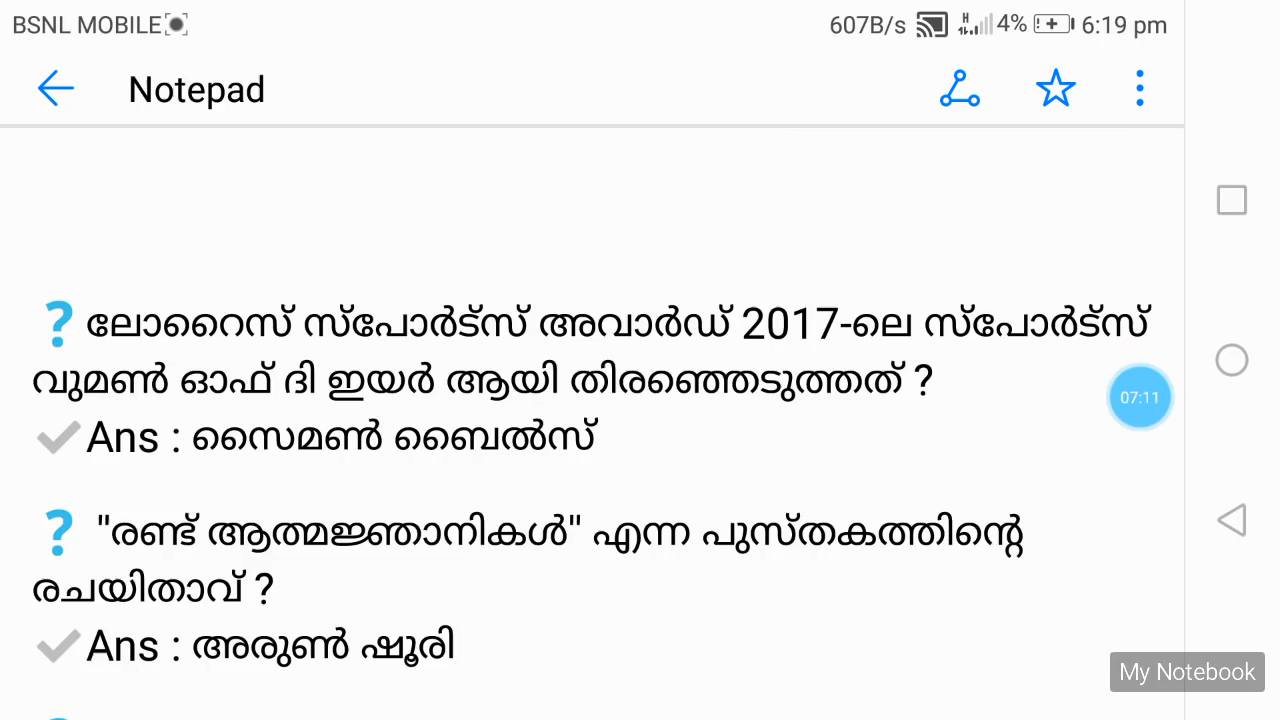 BSNL MOBILE 607B/s H 4% 6:19 pm
Notepad
❓ ലോറൈസ് സ്പോർട്സ് അവാർഡ് 2017-ലെ സ്പോർട്സ്
വുമൺ ഓഫ് ദി ഇയർ ആയി തിരഞ്ഞെടുത്തത് ?
07:11
✔Ans : സൈമൺ ബൈൽസ്
❓ "രണ്ട് ആത്മജ്ഞാനികൾ" എന്ന പുസ്തകത്തിന്റെ
രചയിതാവ് ?
✔Ans : അരുൺ ഷൂരി
My Notebook